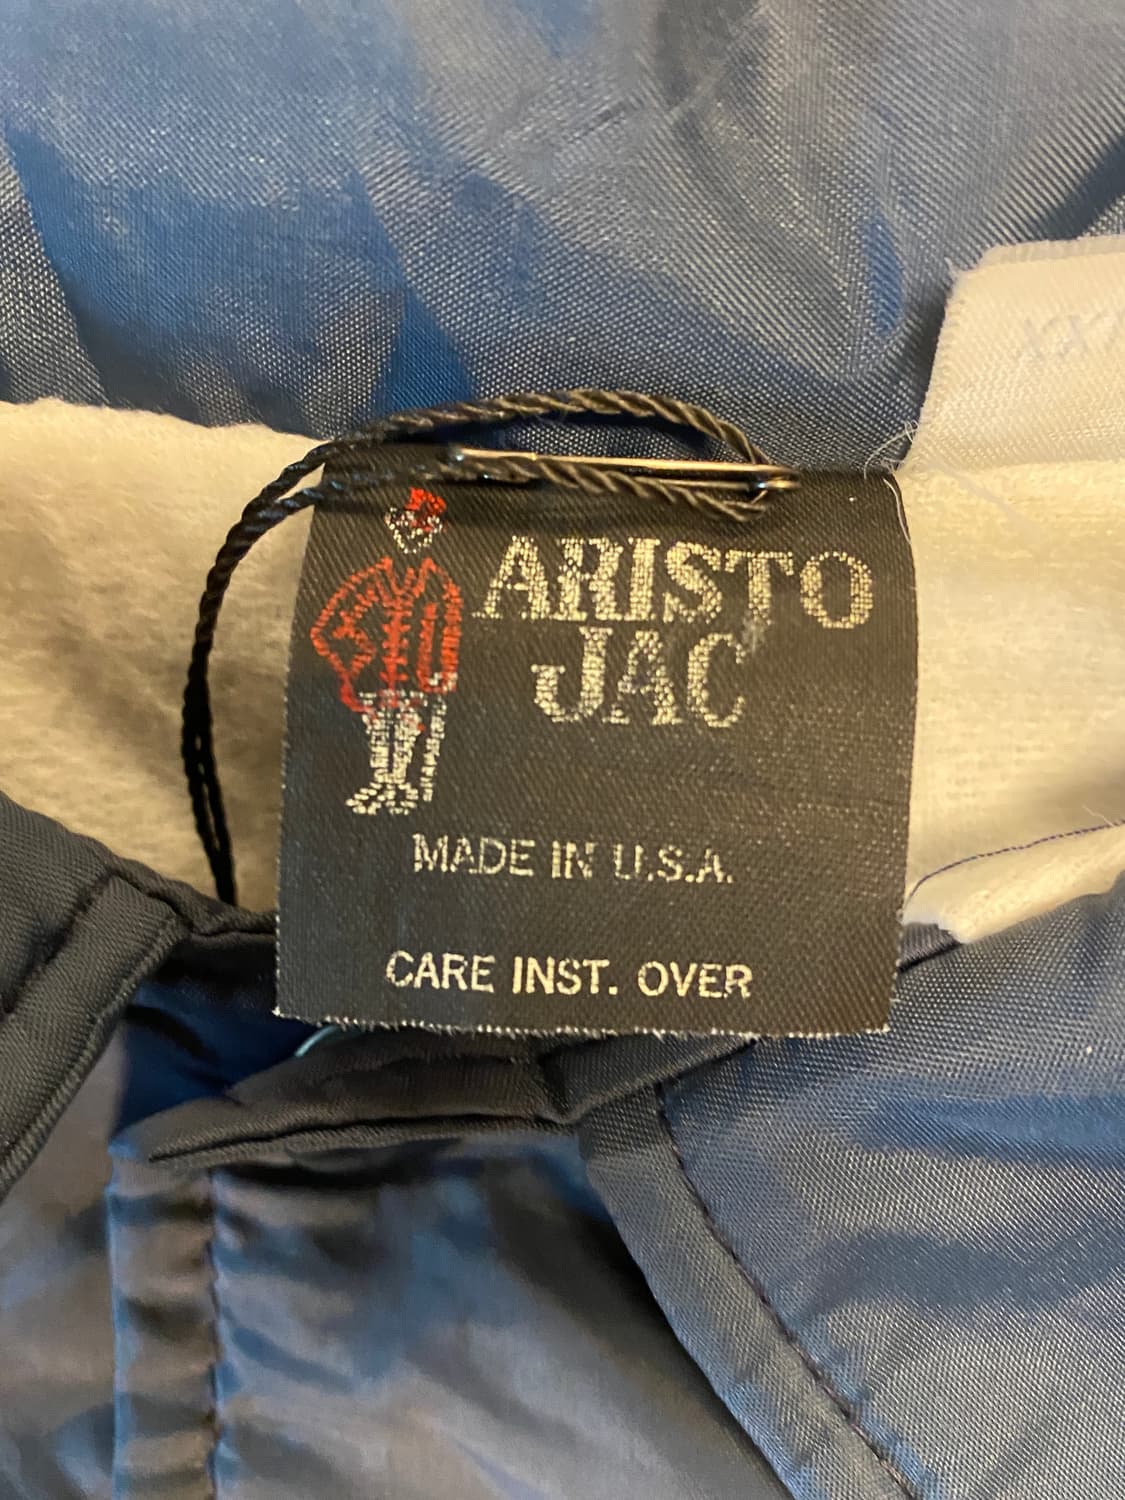 ARISTO
JAC
MADE IN U.S.A.
CARE INST. OVER